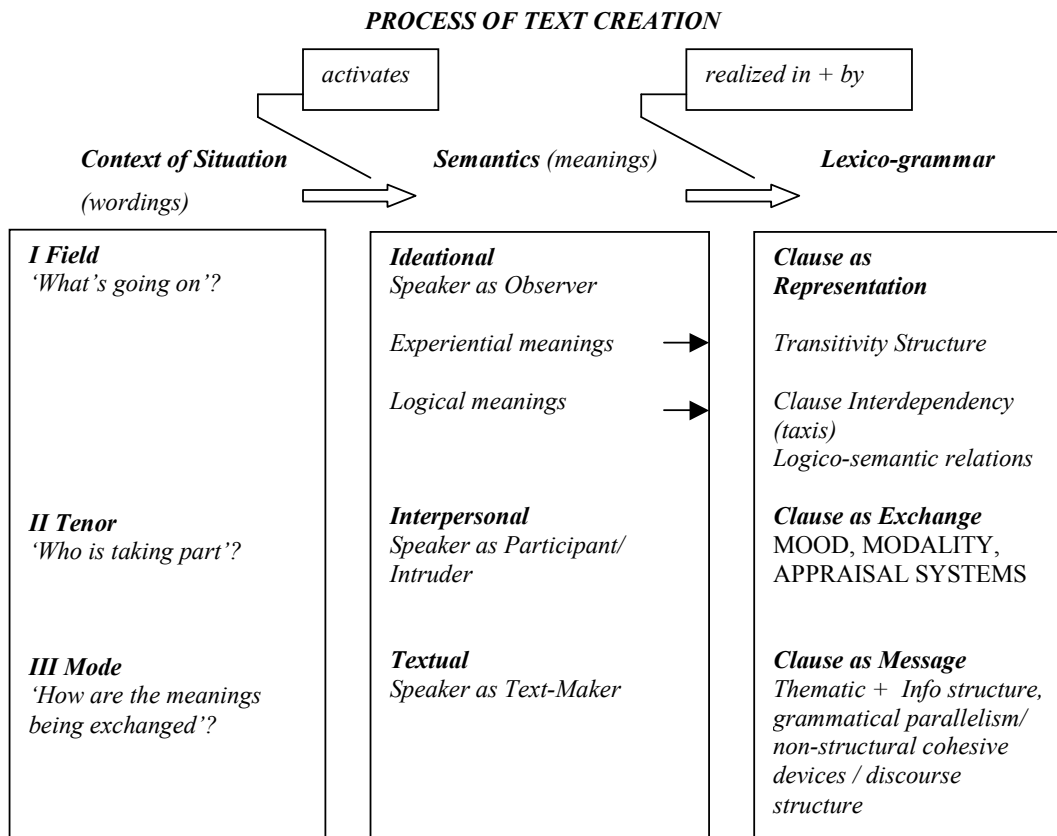 PROCESS OF TEXT CREATION
activates
realized in + by
Context of Situation
(wordings)
Semantics (meanings)
Lexico-grammar
I Field
‘What’s going on’?
II Tenor
‘Who is taking part’?
III Mode
‘How are the meanings
being exchanged’?
Ideational
Speaker as Observer
Experiential meanings
Logical meanings
Interpersonal
Speaker as Participant/
Intruder
Textual
Speaker as Text-Maker
Clause as
Representation
Transitivity Structure
Clause Interdependency
(taxis)
Logico-semantic relations
Clause as Exchange
MOOD, MODALITY,
APPRAISAL SYSTEMS
Clause as Message
Thematic + Info structure,
grammatical parallelism/
non-structural cohesive
devices / discourse
structure